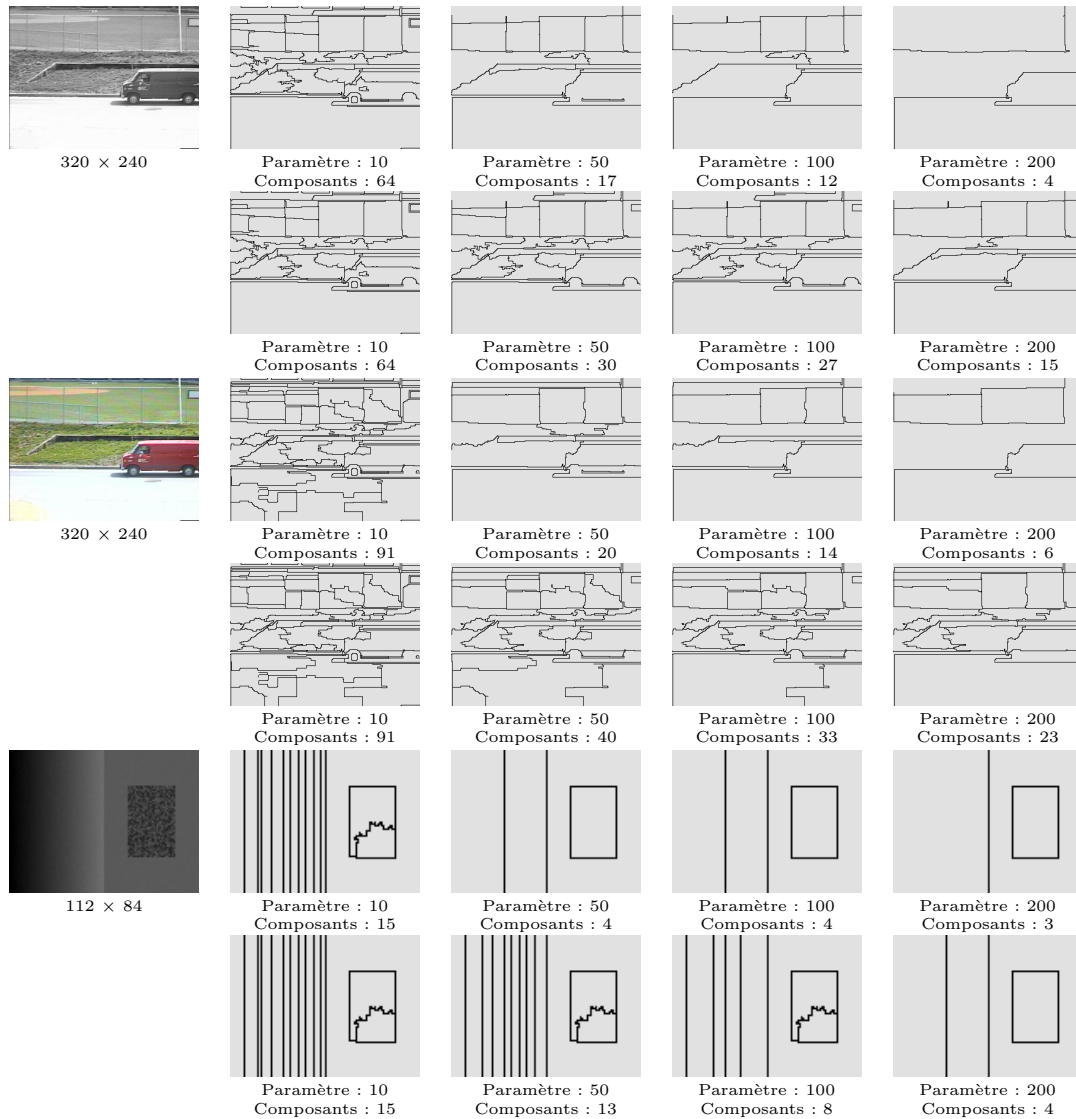 320 × 240
Paramètre : 10
Composants : 64
Paramètre : 50
Composants : 17
Paramètre : 100
Composants : 12
Paramètre : 200
Composants : 4
Paramètre : 10
Composants : 64
Paramètre : 50
Composants : 30
Paramètre : 100
Composants : 27
Paramètre : 200
Composants : 15
320 × 240
Paramètre : 10
Composants : 91
Paramètre : 50
Composants : 20
Paramètre : 100
Composants : 14
Paramètre : 200
Composants : 6
Paramètre : 10
Composants : 91
Paramètre : 50
Composants : 40
Paramètre : 100
Composants : 33
Paramètre : 200
Composants : 23
112 × 84
Paramètre : 10
Composants : 15
Paramètre : 50
Composants : 4
Paramètre : 100
Composants : 4
Paramètre : 200
Composants : 3
Paramètre : 10
Composants : 15
Paramètre : 50
Composants : 13
Paramètre : 100
Composants : 8
Paramètre : 200
Composants : 4